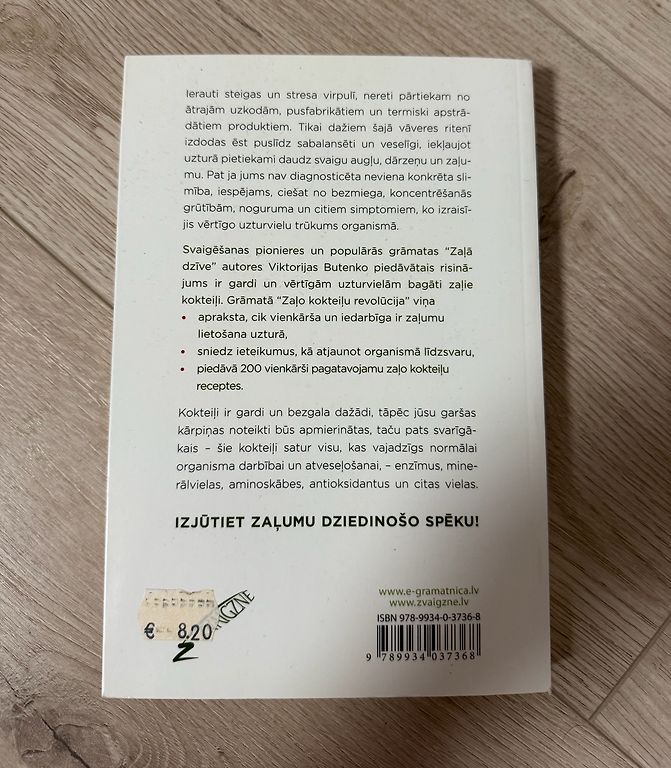 Ierauti steigas un stresa virpulī, nereti pārtiekam no
ātrajām uzkodām, pusfabrikātiem un termiski apstrā-
dātiem produktiem. Tikai dažiem šajā vāveres ritenī
izdodas ēst puslīdz sabalansēti un veselīgi, iekļaujot
uzturā pietiekami daudz svaigu augļu, dārzeņu un zaļu-
mu. Pat ja jums nav diagnosticēta neviena konkrēta sli-
mība, iespējams, ciešat no bezmiega, koncentrēšanās
grūtībām, noguruma un citiem simptomiem, ko izraisī-
jis vērtīgo uzturvielu trūkums organismā.
Svaigēšanas pionieres un populārās grāmatas “Zaļā
dzīve” autores Viktorijas Butenko piedāvātais risinā-
jums ir gardi un vērtīgām uzturvielām bagāti zaļie
kokteiļi. Grāmatā “Zaļo kokteiļu revolūcija” viņa
• apraksta, cik vienkārša un iedarbīga ir zaļumu
lietošana uzturā,
• sniedz ieteikumus, kā atjaunot organismā līdzsvaru,
• piedāvā 200 vienkārši pagatavojamu zaļo kokteiļu
receptes.
Kokteiļi ir gardi un bezgala dažādi, tāpēc jūsu garšas
kārpiņas noteikti būs apmierinātas, taču pats svarīgā-
kais – šie kokteiļi satur visu, kas vajadzīgs normālai
organisma darbībai un atveseļošanai, – enzīmus, mine-
rālvielas, aminoskābes, antioksidantus un citas vielas.
IZJŪTIET ZAĻUMU DZIEDINOŠO SPĒKU!
www.e-gramatnica.lv
www.zvaigzne.lv
ISBN 978-9934-0-3736-8
9 789934 037368
€ 8,20